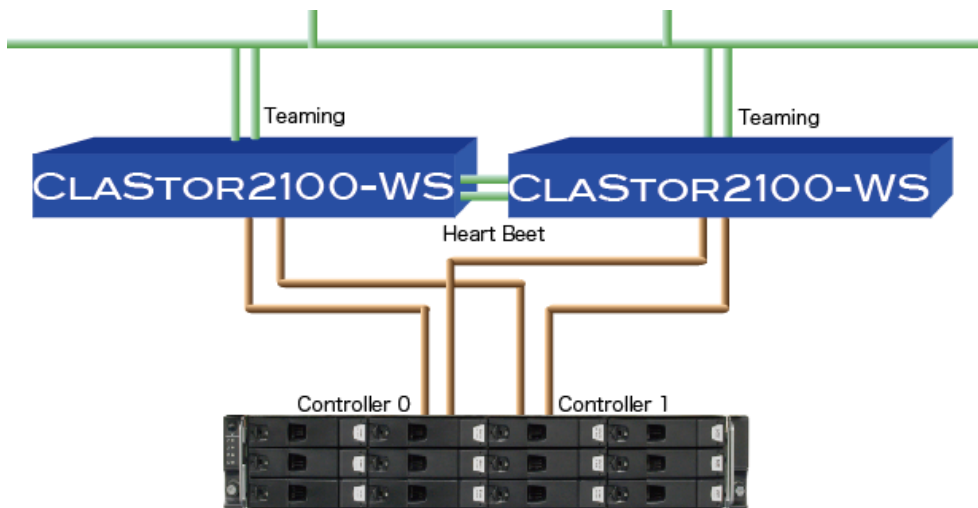 Teaming
Teaming
CLASTOR2100-WS
CLASTOR2100-WS
Heart Beet
Controller 0
Controller 1